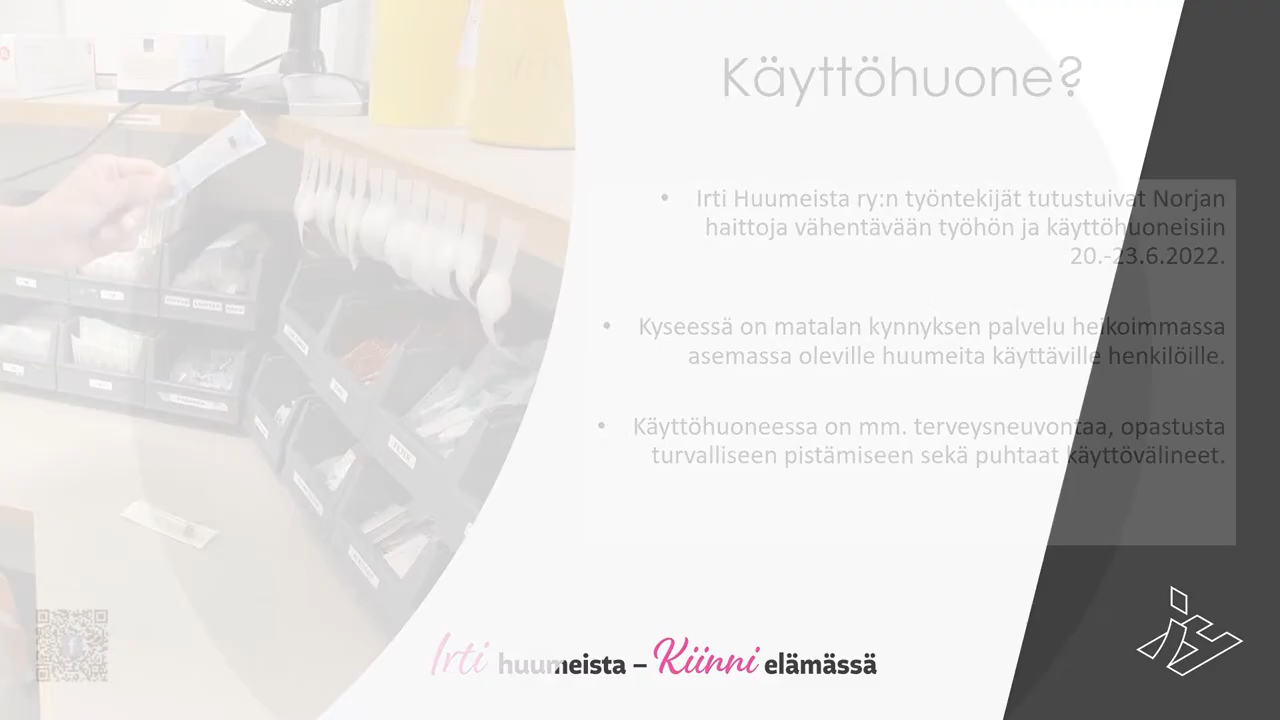 Käyttöhuone?
• Irti Huumeista ry:n työntekijät tutustuivat Norjan
haittoja vähentävään työhön ja käyttöhuoneisiin
20.-23.6.2022.
• Kyseessä on matalan kynnyksen palvelu heikoimmassa
asemassa oleville huumeita käyttäville henkilöille.
• Käyttöhuoneessa on mm. terveysneuvontaa, opastusta
turvalliseen pistämiseen sekä puhtaat käyttövälineet.
Irti huumeista – Kiinni elämässä